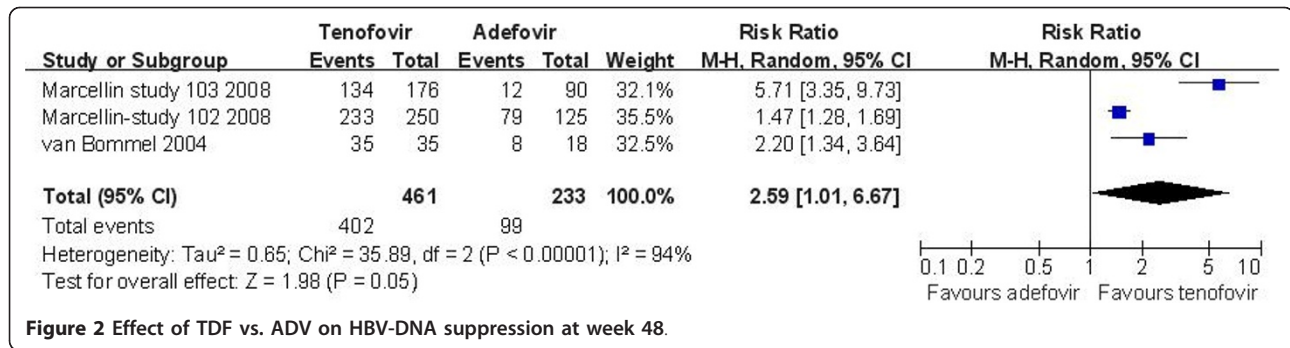 Tenofovir Adefovir Risk Ratio Risk Ratio
Study or Subgroup Events Total Events Total Weight M-H, Random, 95% CI M-H, Random, 95% CI
Marcellin study 103 2008 134 176 12 90 32.1% 5.71 [3.35, 9.73]
Marcellin-study 102 2008 233 250 79 125 35.5% 1.47 [1.28, 1.69]
van Bommel 2004 35 35 8 18 32.5% 2.20 [1.34, 3.64]
Total (95% CI) 461 233 100.0% 2.59 [1.01, 6.67]
Total events 402 99
Heterogeneity: Tau² = 0.65; Chi² = 35.89, df = 2 (P < 0.00001); I² = 94%
Test for overall effect: Z = 1.98 (P = 0.05)
0.1 0.2 0.5 1 2 5 10
Favours adefovir Favours tenofovir
Figure 2 Effect of TDF vs. ADV on HBV-DNA suppression at week 48.